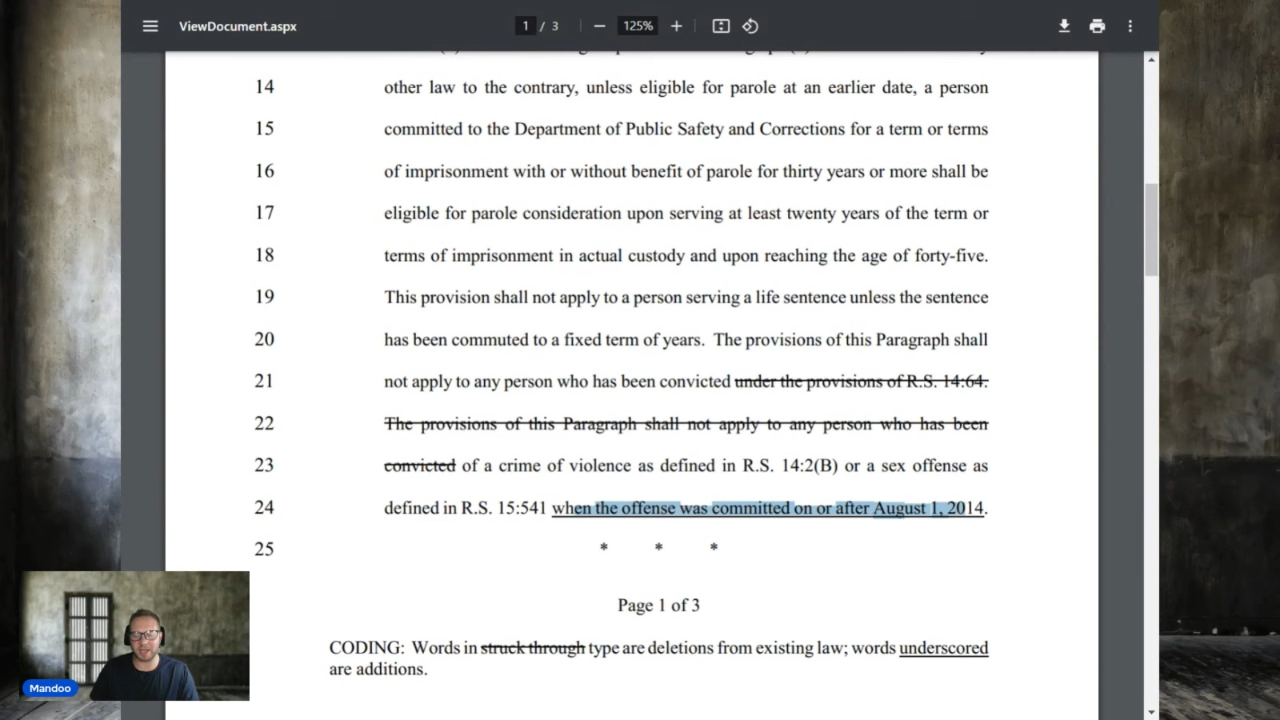 ViewDocument.aspx
1 / 3
125%
14 other law to the contrary, unless eligible for parole at an earlier date, a person
15 committed to the Department of Public Safety and Corrections for a term or terms
16 of imprisonment with or without benefit of parole for thirty years or more shall be
17 eligible for parole consideration upon serving at least twenty years of the term or
18 terms of imprisonment in actual custody and upon reaching the age of forty-five.
19 This provision shall not apply to a person serving a life sentence unless the sentence
20 has been commuted to a fixed term of years. The provisions of this Paragraph shall
21 not apply to any person who has been convicted under the provisions of R.S. 14:64.
22 The provisions of this Paragraph shall not apply to any person who has been
23 convicted of a crime of violence as defined in R.S. 14:2(B) or a sex offense as
24 defined in R.S. 15:541 when the offense was committed on or after August 1, 2014.
25 * * *
Page 1 of 3
CODING: Words in struck through type are deletions from existing law; words underscored
are additions.
Mandoo